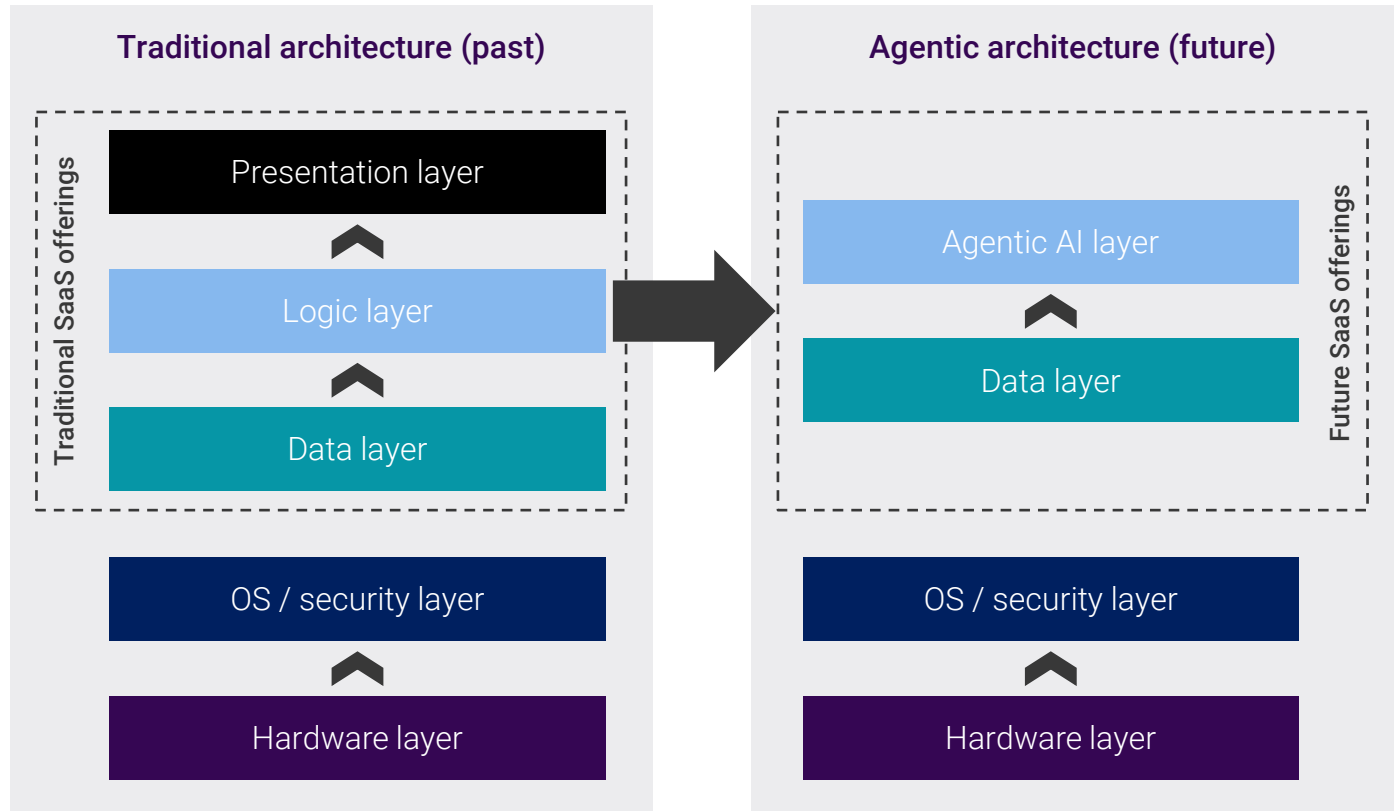 Traditional architecture (past)
Traditional SaaS offerings
Presentation layer
Logic layer
Data layer
OS / security layer
Hardware layer
Agentic architecture (future)
Agentic AI layer
Data layer
Future SaaS offerings
OS / security layer
Hardware layer